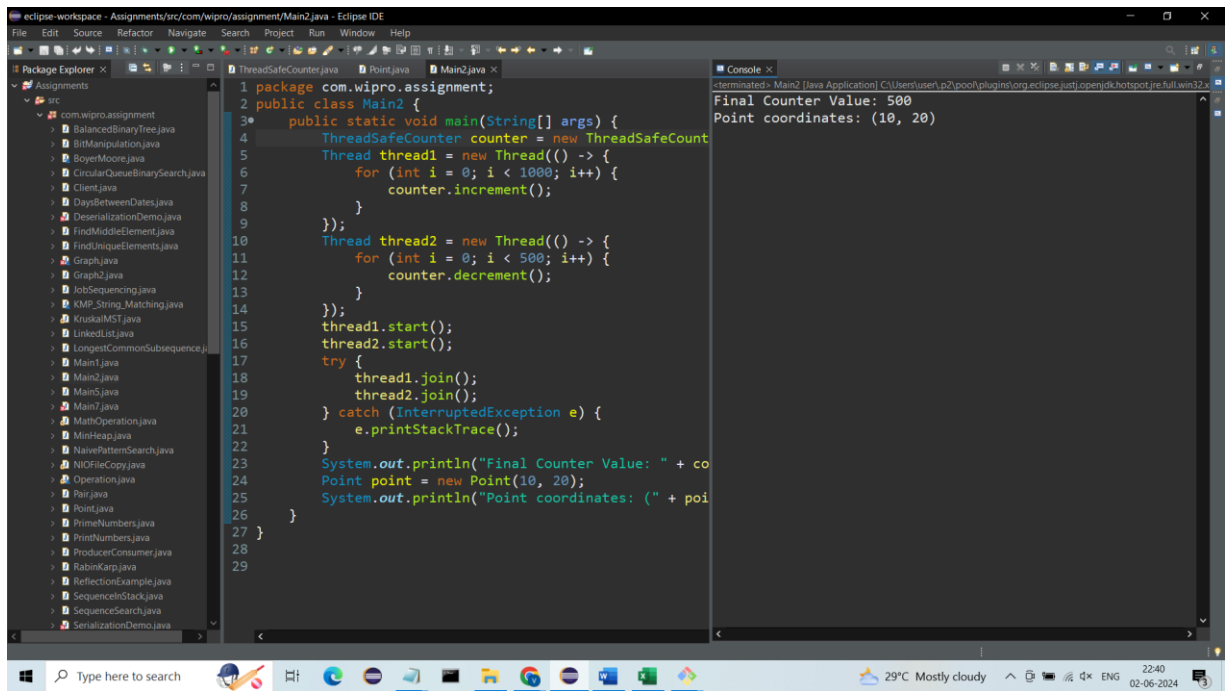 eclipse-workspace - Assignments/src/com/wipro/assignment/Main2.java - Eclipse IDE
File Edit Source Refactor Navigate Search Project Run Window Help
Package Explorer ×
Assignments
src
com.wipro.assignment
BalancedBinaryTree.java
BitManipulation.java
BoyerMoore.java
CircularQueueBinarySearch.java
Client.java
DaysBetweenDates.java
DeserializationDemo.java
FindMiddleElement.java
FindUniqueElements.java
Graph.java
Graph2.java
JobSequencing.java
KMP_String_Matching.java
KruskalMST.java
LinkedList.java
LongestCommonSubsequence.ja
Main1.java
Main2.java
Main5.java
Main7.java
MathOperation.java
MinHeap.java
NaivePatternSearch.java
NIOFileCopy.java
Operation.java
Pair.java
Point.java
PrimeNumbers.java
PrintNumbers.java
ProducerConsumer.java
RabinKarp.java
ReflectionExample.java
SequenceInStack.java
SequenceSearch.java
SerializationDemo.java
ThreadSafeCounter.java Point.java Main2.java ×
1 package com.wipro.assignment;
2 public class Main2 {
3 public static void main(String[] args) {
4 ThreadSafeCounter counter = new ThreadSafeCount
5 Thread thread1 = new Thread(() -> {
6 for (int i = 0; i < 1000; i++) {
7 counter.increment();
8 }
9 });
10 Thread thread2 = new Thread(() -> {
11 for (int i = 0; i < 500; i++) {
12 counter.decrement();
13 }
14 });
15 thread1.start();
16 thread2.start();
17 try {
18 thread1.join();
19 thread2.join();
20 } catch (InterruptedException e) {
21 e.printStackTrace();
22 }
23 System.out.println("Final Counter Value: " + co
24 Point point = new Point(10, 20);
25 System.out.println("Point coordinates: (" + poi
26 }
27 }
28
29
Console ×
<terminated> Main2 [Java Application] C:\Users\user\.p2\pool\plugins\org.eclipse.justj.openjdk.hotspot.jre.full.win32.x
Final Counter Value: 500
Point coordinates: (10, 20)
Type here to search
29°C Mostly cloudy
ENG
22:40
02-06-2024
3